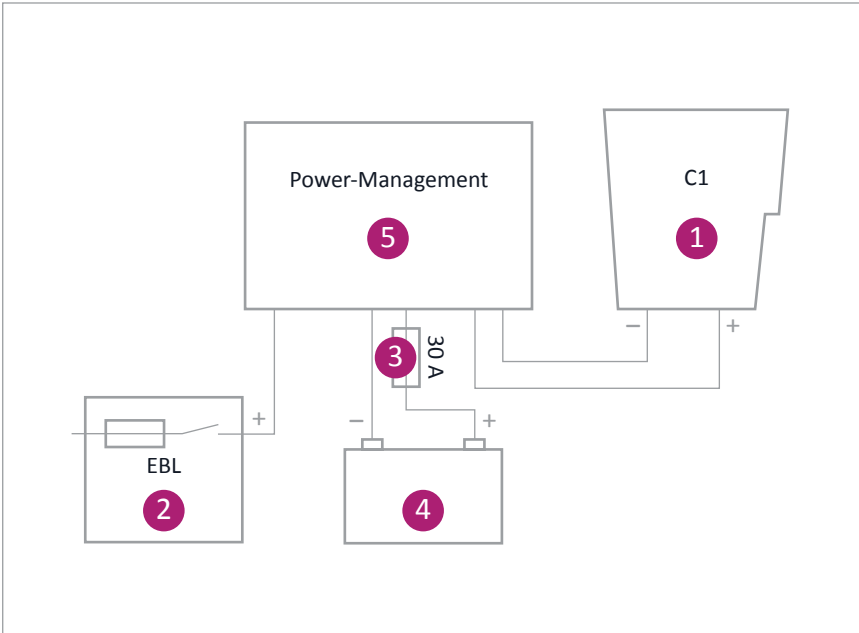 Power-Management
5
C1
1
− +
3
30 A
+
− +
EBL
2
4